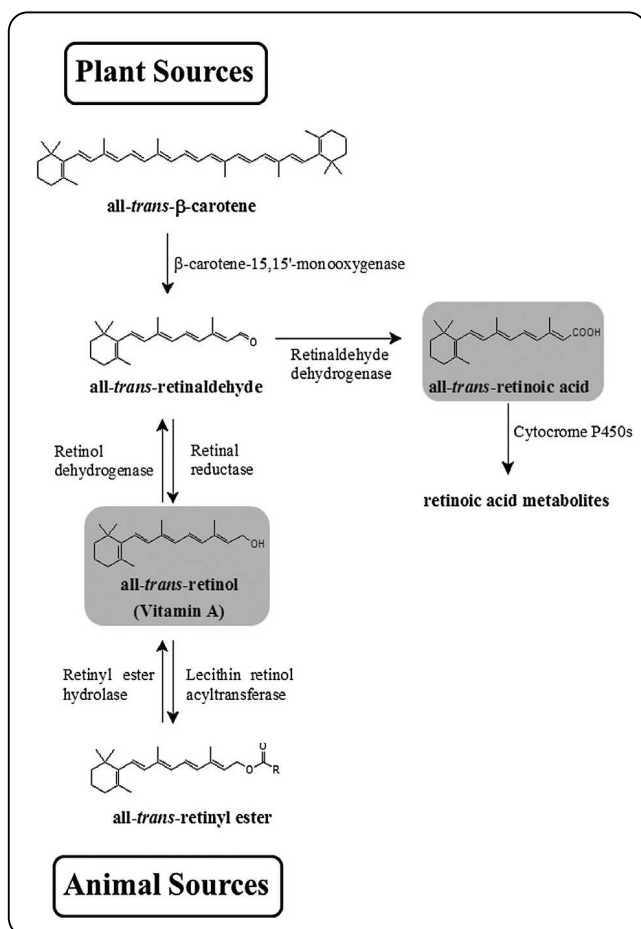 Plant Sources
all-trans-β-carotene
β-carotene-15,15'-monooxygenase
O
all-trans-retinaldehyde
Retinaldehyde
dehydrogenase
COOH
all-trans-retinoic acid
Cytocrome P450s
retinoic acid metabolites
Retinol
dehydrogenase
Retinal
reductase
OH
all-trans-retinol
(Vitamin A)
Retinyl ester
hydrolase
Lecithin retinol
acyltransferase
O
O
R
all-trans-retinyl ester
Animal Sources